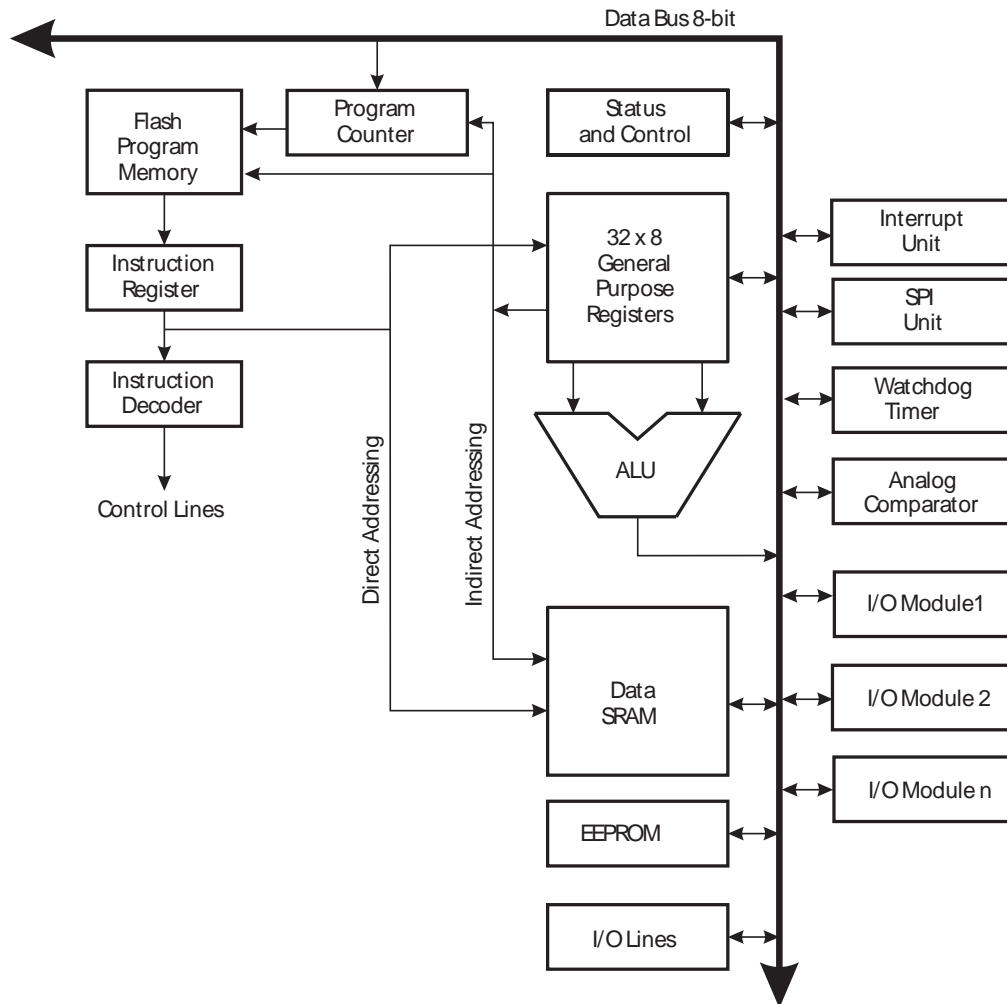 Data Bus 8-bit
Flash
Program
Memory
Program
Counter
Status
and Control
32 x 8
General
Purpose
Registers
Interrupt
Unit
Instruction
Register
SPI
Unit
Instruction
Decoder
Watchdog
Timer
ALU
Analog
Comparator
Control Lines
Direct Addressing
Indirect Addressing
I/O Module1
Data
SRAM
I/O Module 2
I/O Module n
EEPROM
I/O Lines